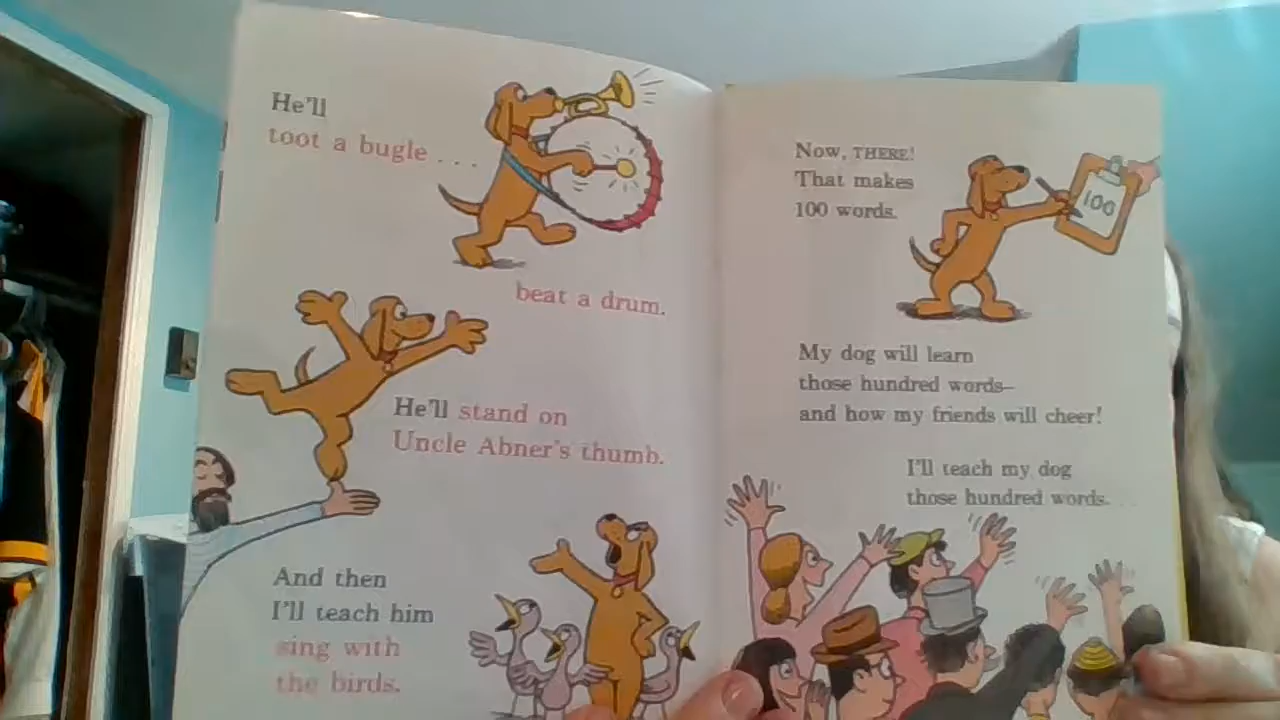 He'll
toot a bugle . . .
beat a drum.
He'll stand on
Uncle Abner's thumb.
And then
I'll teach him
sing with
the birds.
Now, THERE!
That makes
100 words.
100
My dog will learn
those hundred words—
and how my friends will cheer!
I'll teach my dog
those hundred words. . .